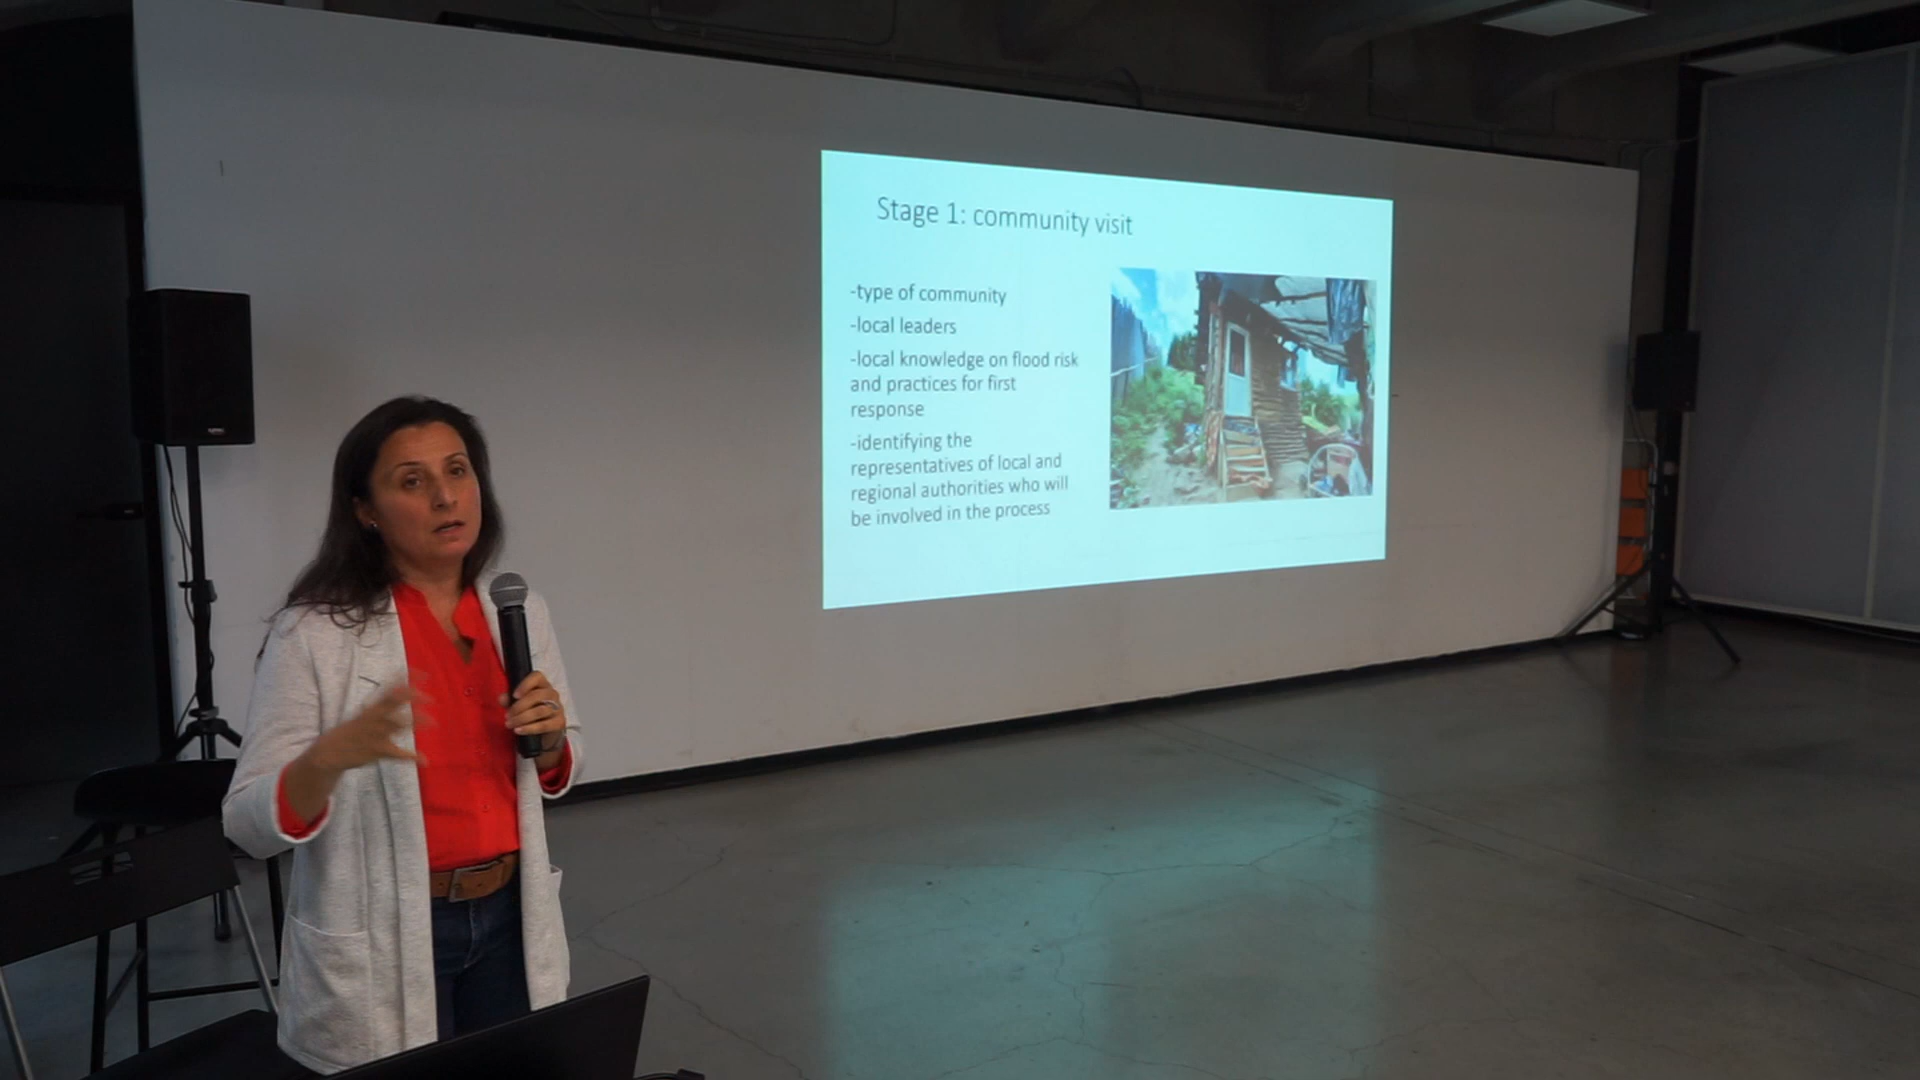 Stage 1: community visit
-type of community
-local leaders
-local knowledge on flood risk
and practices for first
response
-identifying the
representatives of local and
regional authorities who will
be involved in the process